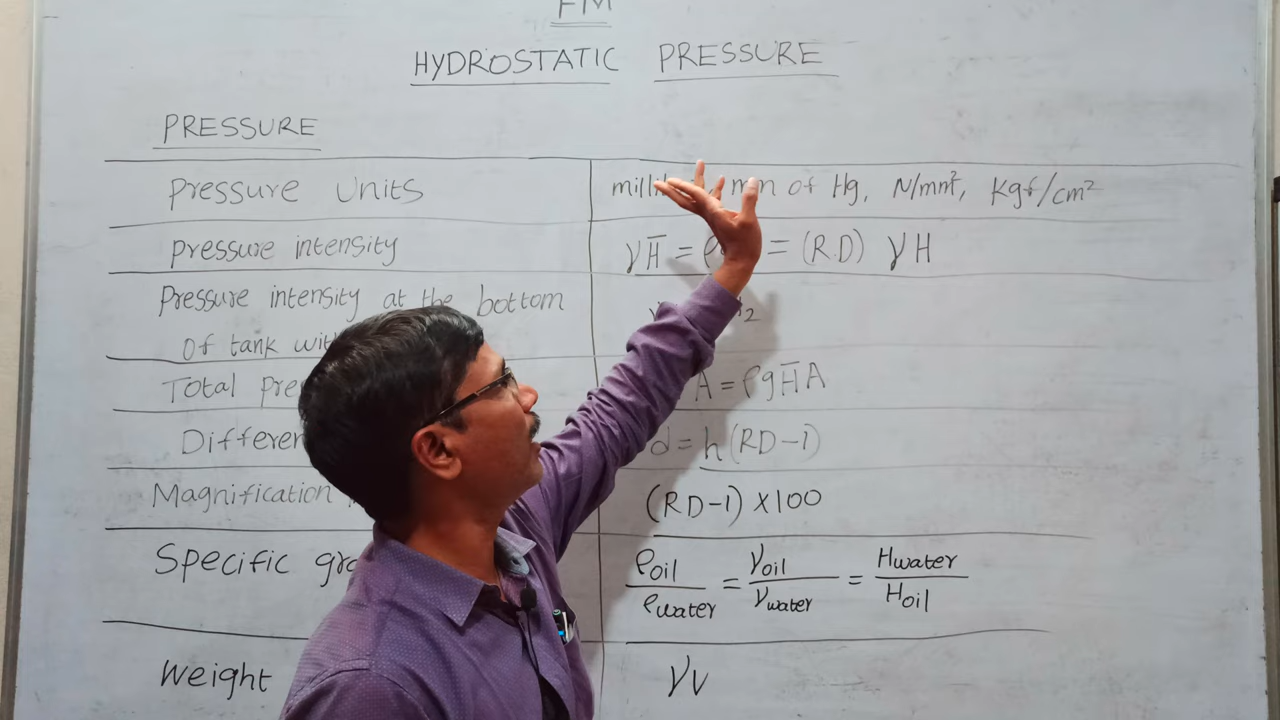 FM
HYDROSTATIC PRESSURE
PRESSURE
Pressure Units
mm of Hg, N/mm², Kgf/cm²
pressure intensity
γH̅ = = (R.D) γH
Pressure intensity at the bottom
of tank
Total
A = ρgH̅A
d = h(RD-1)
Magnification
(RD-1) x100
Specific
ρoil/ρwater = γoil/γwater = Hwater/Hoil
Weight
γV